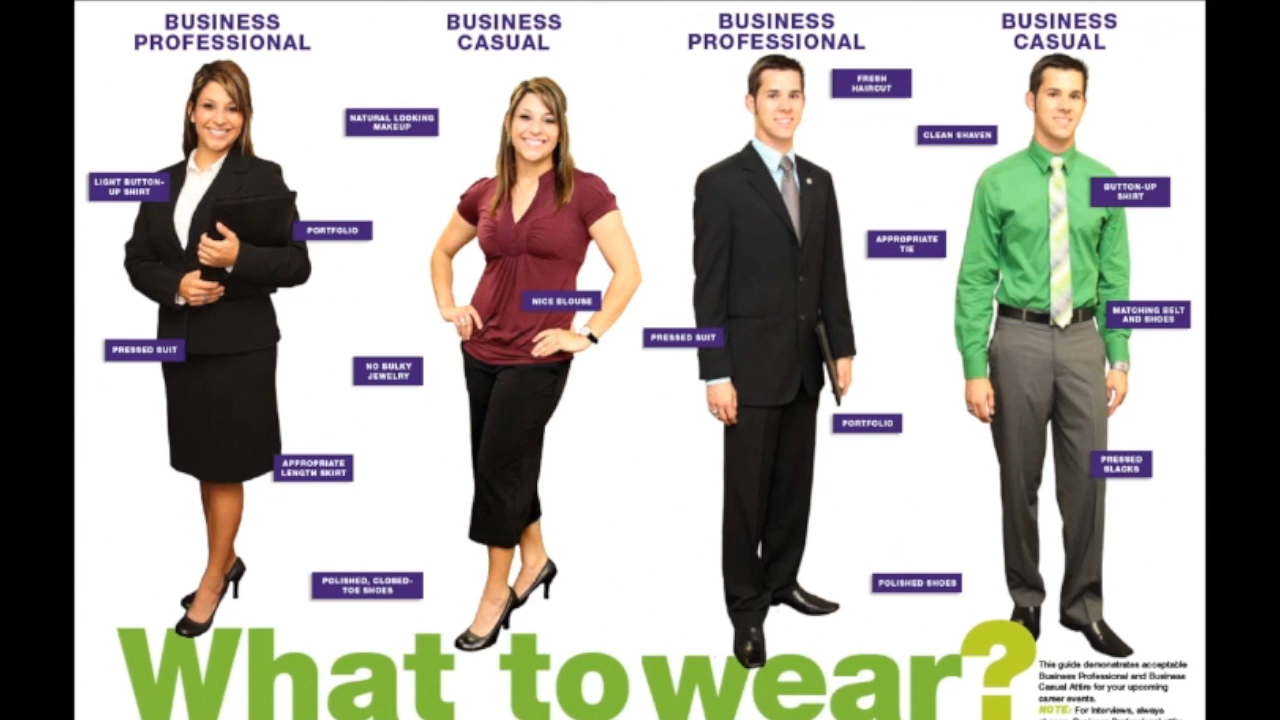 BUSINESS
PROFESSIONAL
BUSINESS
CASUAL
BUSINESS
PROFESSIONAL
BUSINESS
CASUAL
FRESH
HAIRCUT
NATURAL LOOKING
MAKEUP
CLEAN SHAVEN
LIGHT BUTTON-
UP SHIRT
BUTTON-UP
SHIRT
PORTFOLIO
APPROPRIATE
TIE
NICE BLOUSE
MATCHING BELT
AND SHOES
PRESSED SUIT
PRESSED SUIT
NO BULKY
JEWELRY
PORTFOLIO
APPROPRIATE
LENGTH SKIRT
PRESSED
SLACKS
POLISHED, CLOSED-
TOE SHOES
POLISHED SHOES
What to wear?
This guide demonstrates acceptable
Business Professional and Business
Casual Attire for your upcoming
career events.
NOTE: For interviews, always